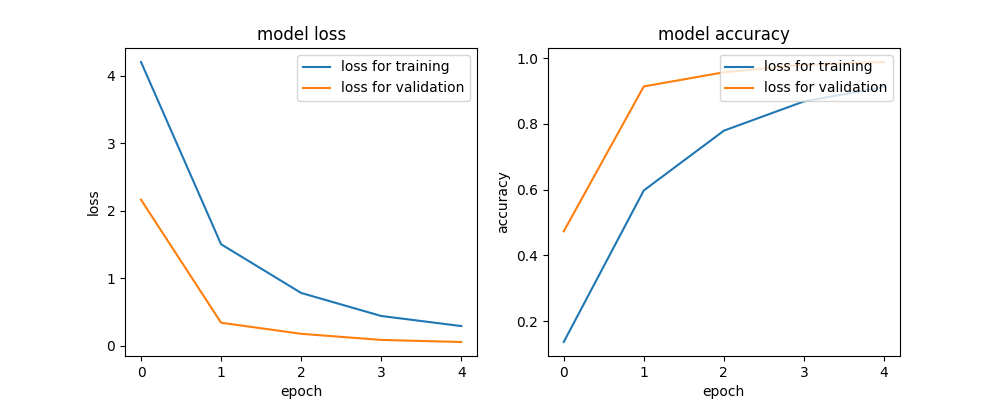 model loss
loss for training
loss for validation
4
3
2
1
0
loss
0 1 2 3 4
epoch
model accuracy
loss for training
loss for validation
1.0
0.8
0.6
0.4
0.2
accuracy
0 1 2 3 4
epoch